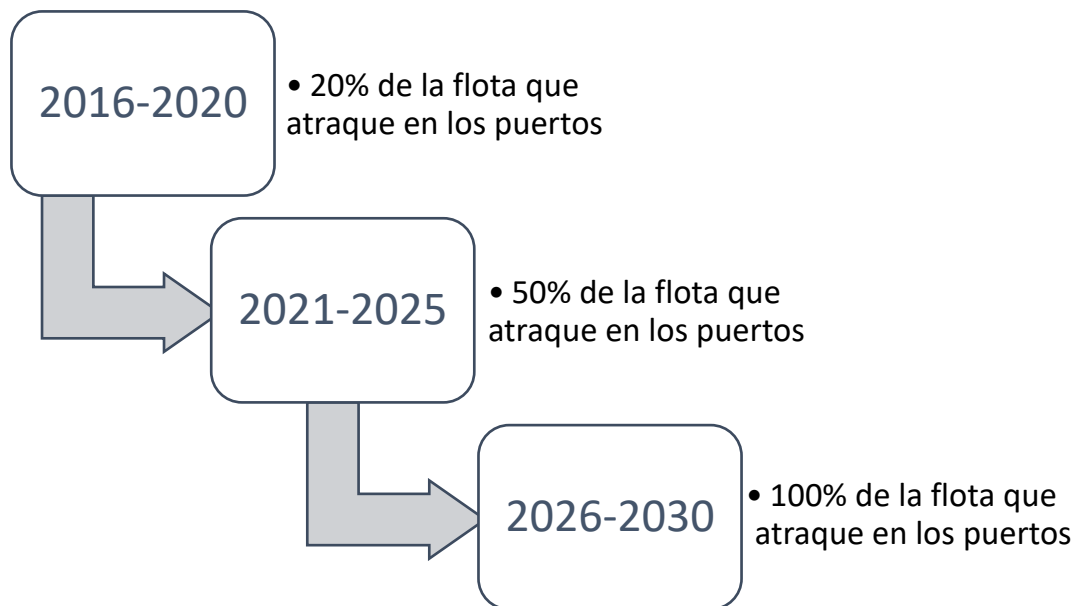 2016-2020
• 20% de la flota que
atraque en los puertos
2021-2025
• 50% de la flota que
atraque en los puertos
2026-2030
• 100% de la flota que
atraque en los puertos